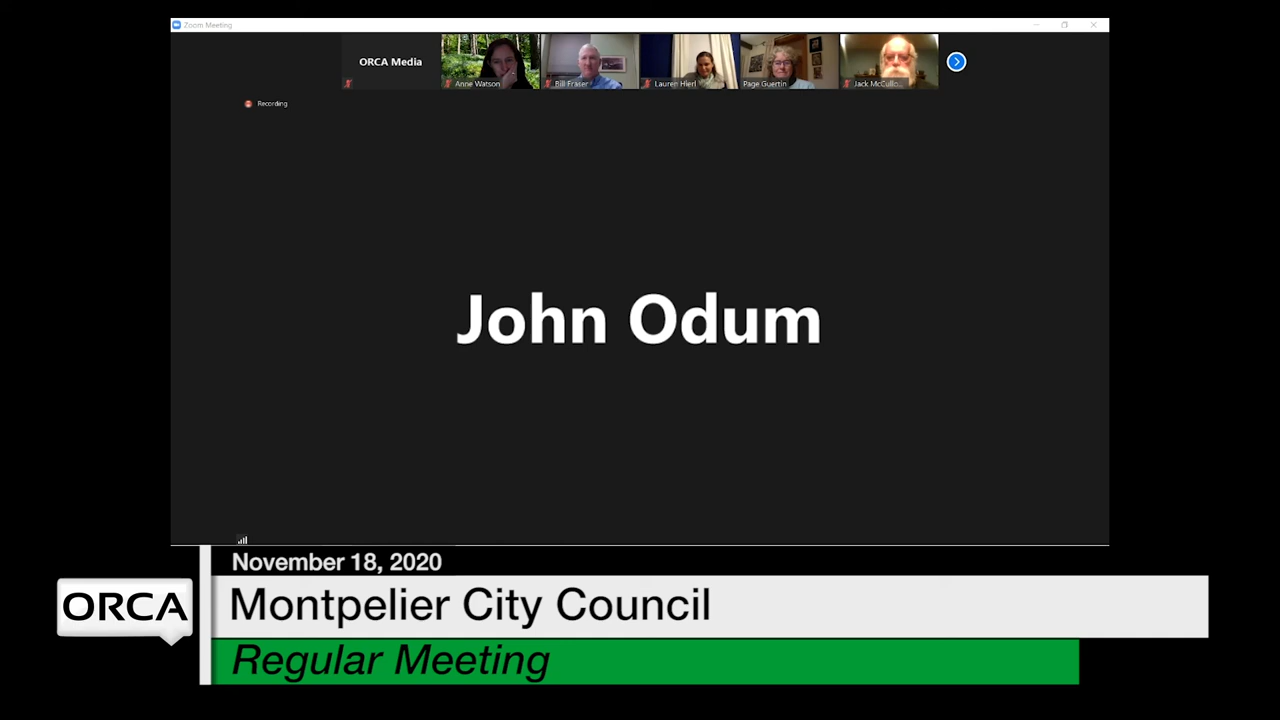 Zoom Meeting
ORCA Media
Anne Watson
Bill Fraser
Lauren Hierl
Page Guertin
Jack McCullo...
Recording
John Odum
November 18, 2020
ORCA
Montpelier City Council
Regular Meeting